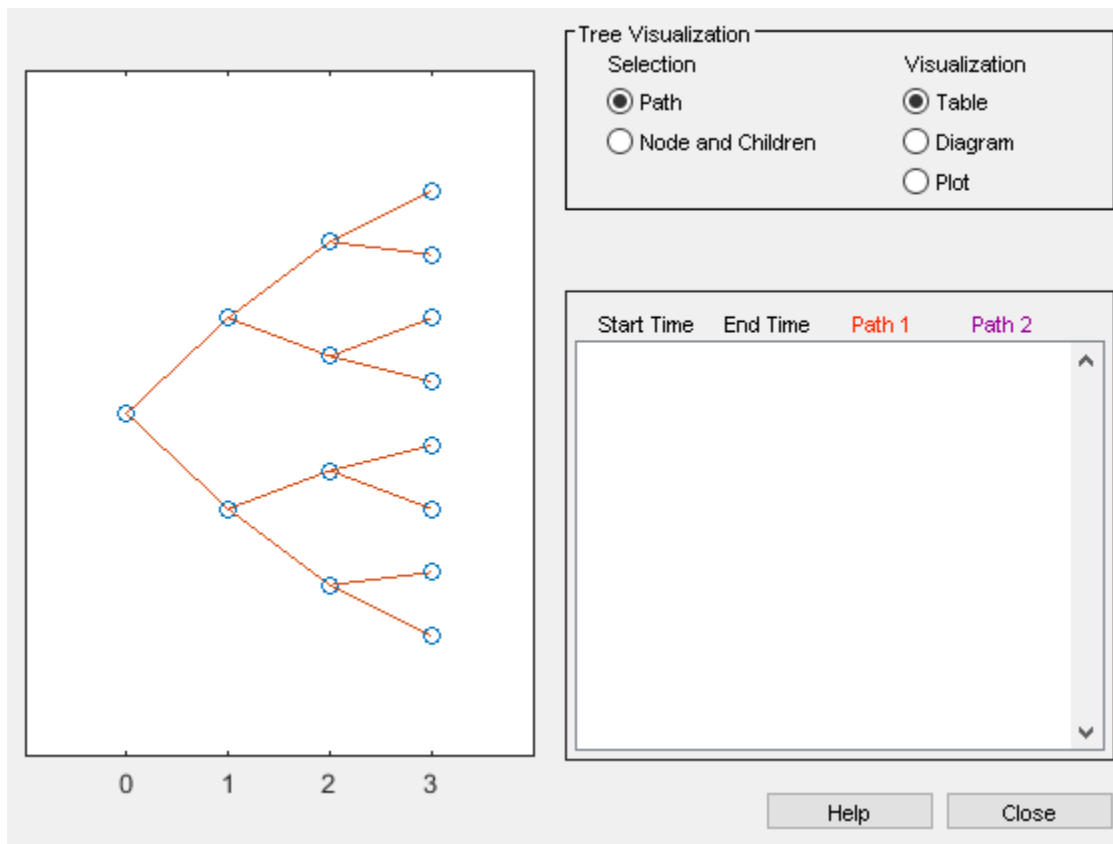 Tree Visualization
Selection Visualization
Path Table
Node and Children Diagram
Plot
Start Time End Time Path 1 Path 2
0 1 2 3
Help Close